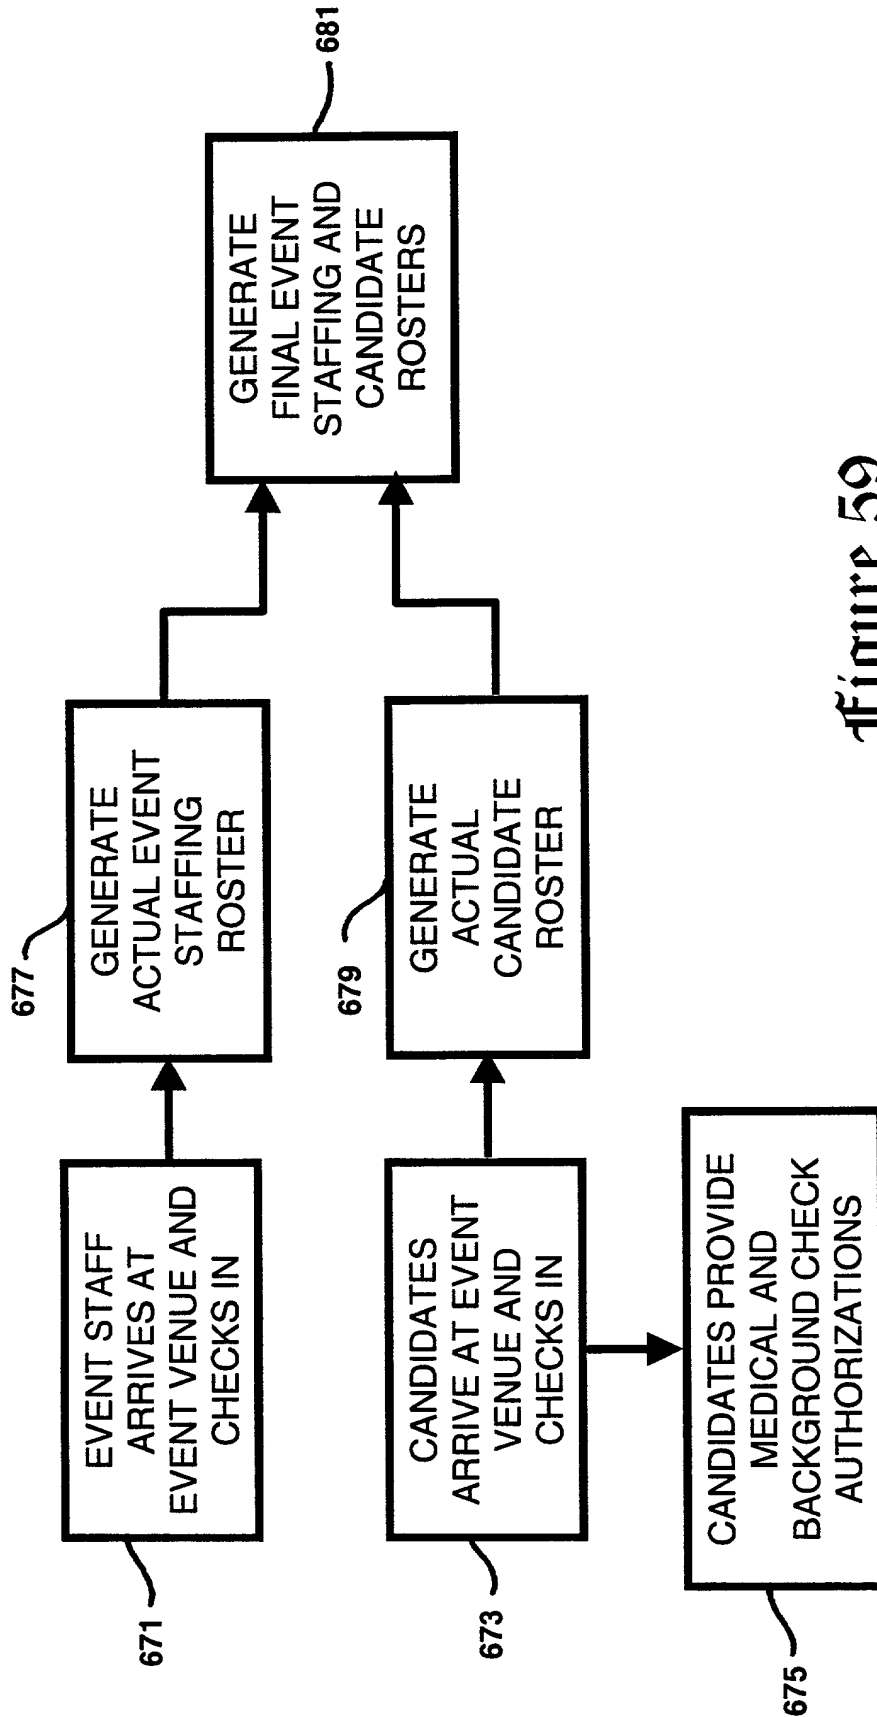 677
681
EVENT STAFF
ARRIVES AT
EVENT VENUE AND
CHECKS IN
671
GENERATE
ACTUAL EVENT
STAFFING
ROSTER
GENERATE
FINAL EVENT
STAFFING AND
CANDIDATE
ROSTERS
679
CANDIDATES
ARRIVE AT EVENT
VENUE AND
CHECKS IN
673
GENERATE
ACTUAL
CANDIDATE
ROSTER
CANDIDATES PROVIDE
MEDICAL AND
BACKGROUND CHECK
AUTHORIZATIONS
675
Figure 59